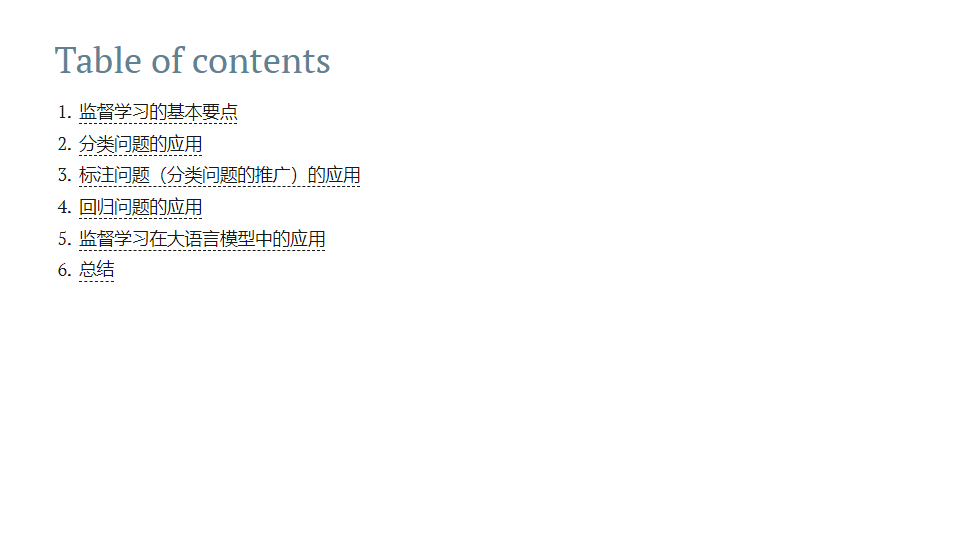 Table of contents
1. 监督学习的基本要点
2. 分类问题的应用
3. 标注问题（分类问题的推广）的应用
4. 回归问题的应用
5. 监督学习在大语言模型中的应用
6. 总结